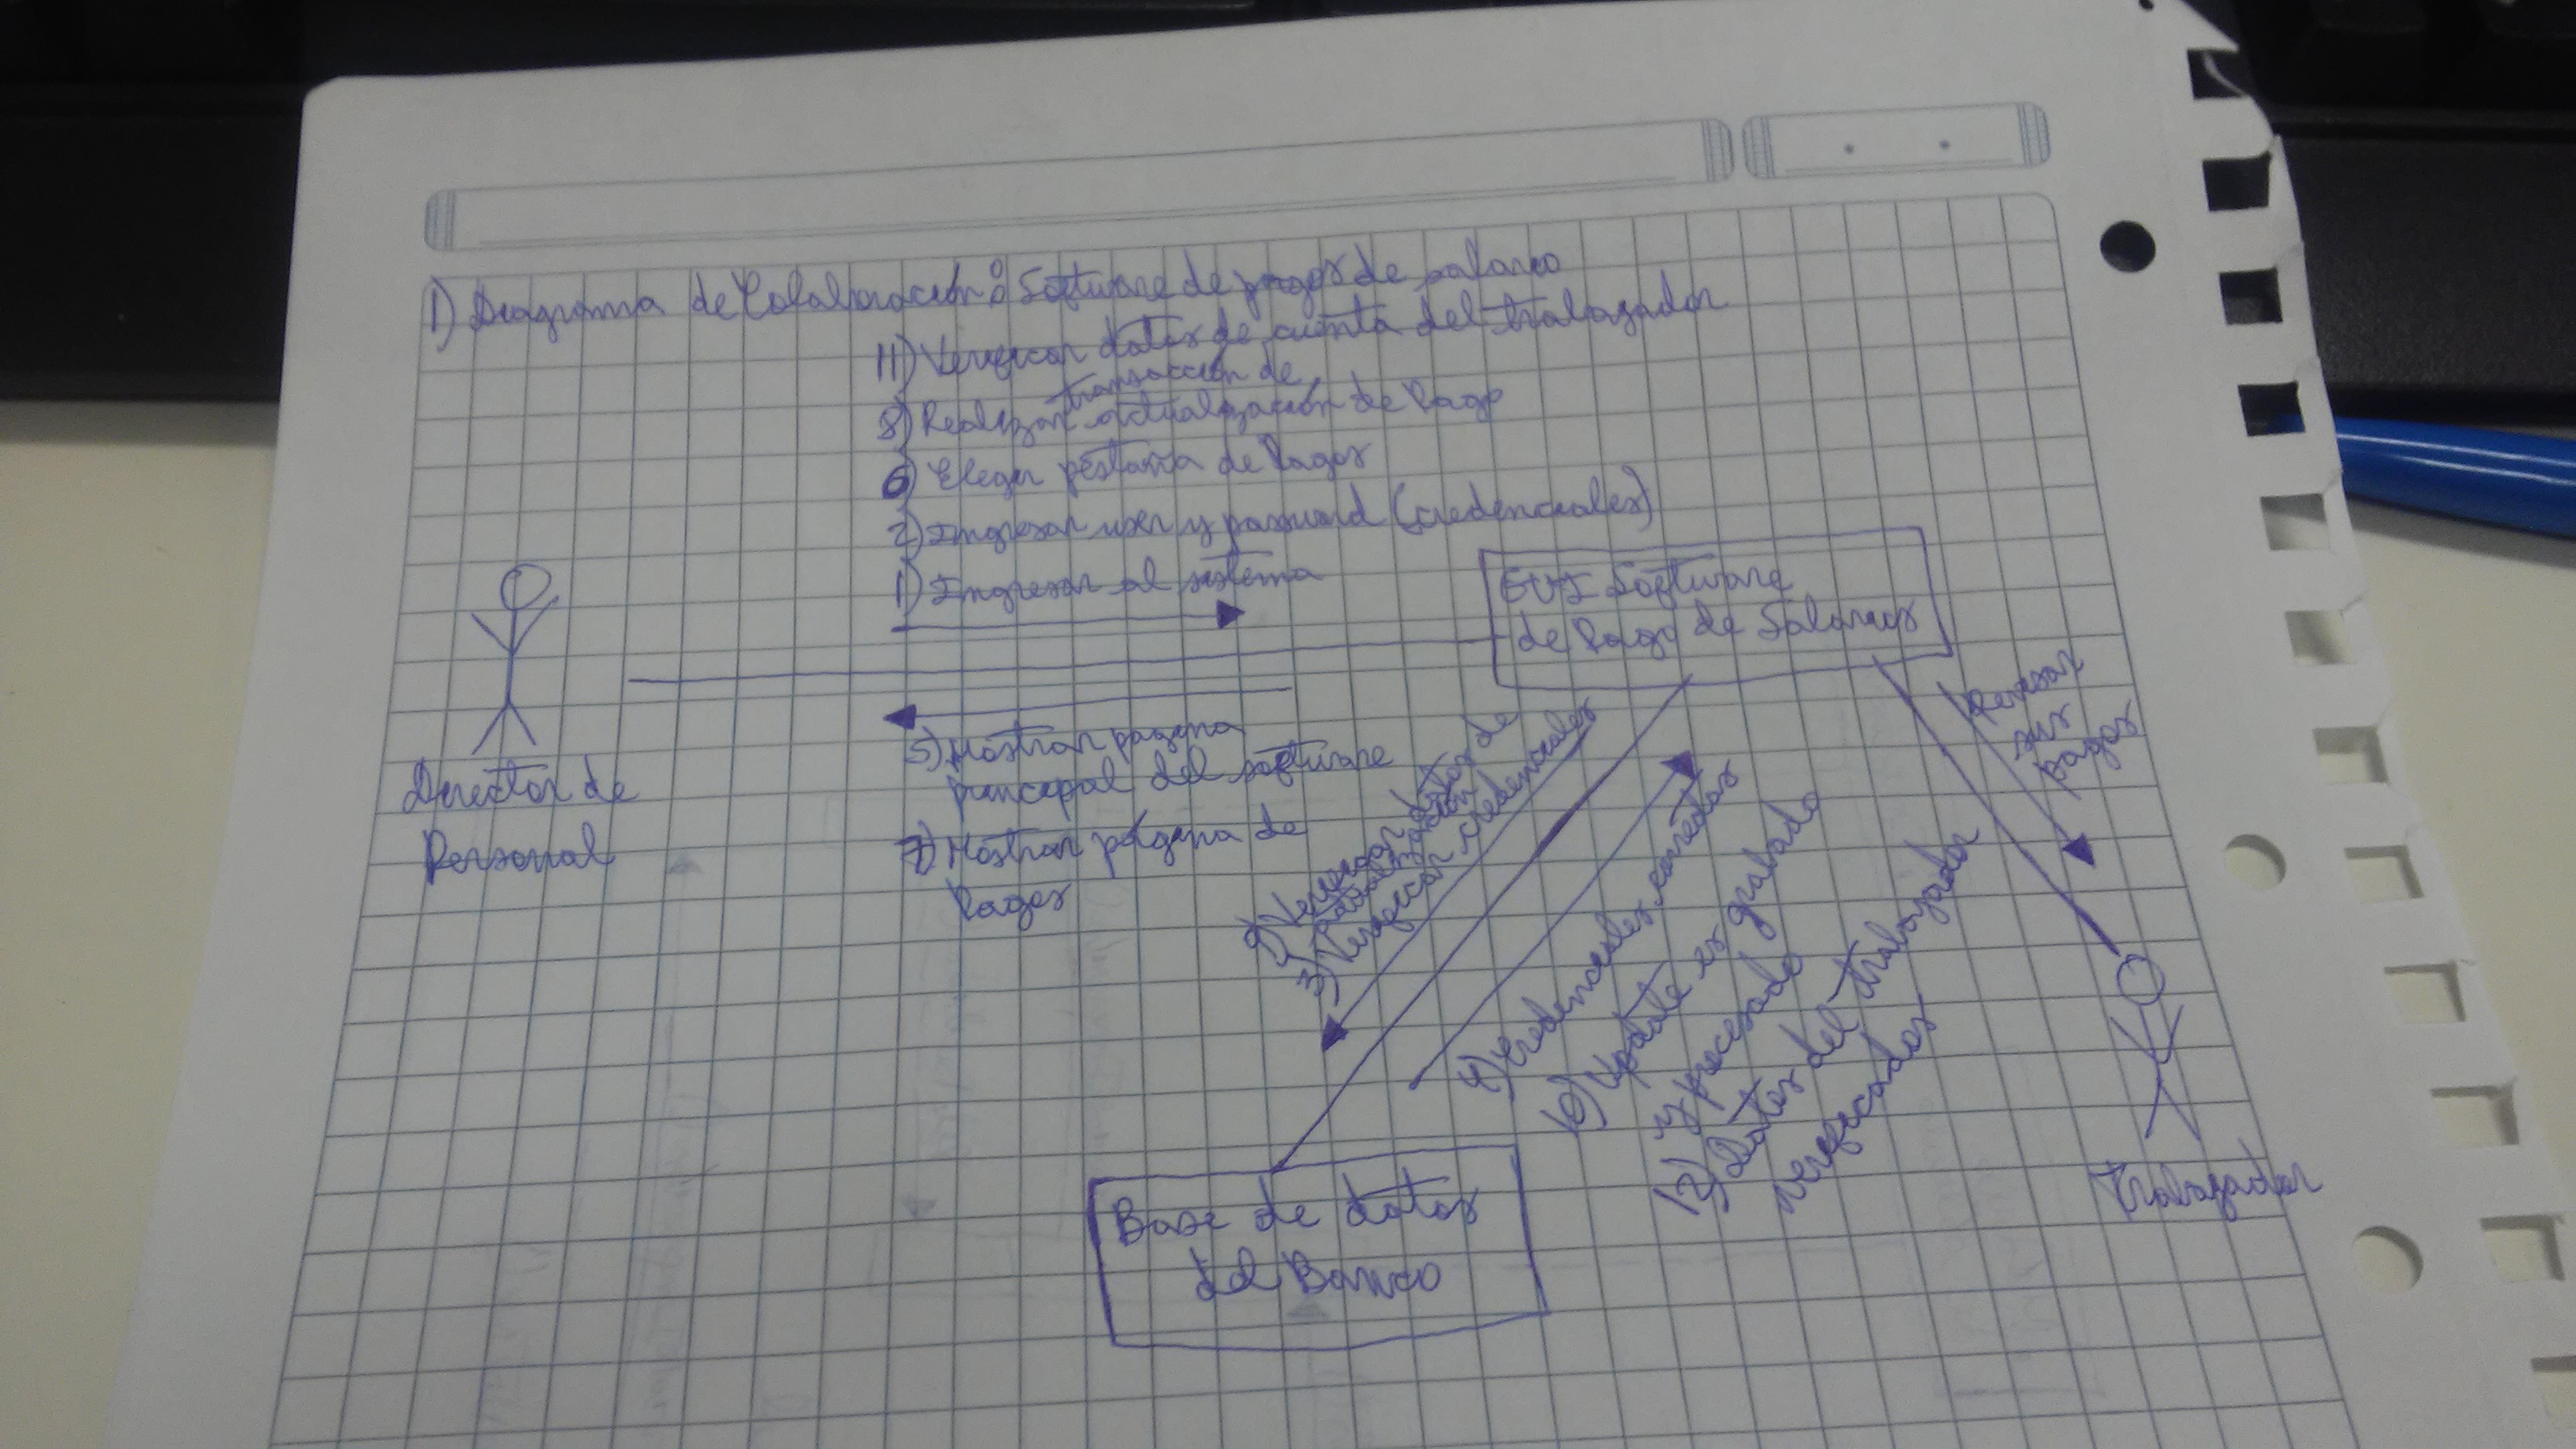 1) Diagrama de Colaboración: Software de pagos de salario
11) Verificar datos de cuenta del trabajador
transacción de
8) Realizar actualización de Pago
6) Elegir pestaña de Pagos
2) Ingresar user y password (credenciales)
1) Ingresar al sistema
GUI Software
de Pago de Salarios
Director de
Personal
5) Mostrar pagina
principal del software
7) Mostrar página de
Pagos
9) Verificar datos de
actualización
3) Verificar credenciales
4) Credenciales correctas
10) Update es grabado
y procesado
12) Datos del trabajador
verificados
Revisar
sus
pagos
Trabajador
Base de datos
del Banco